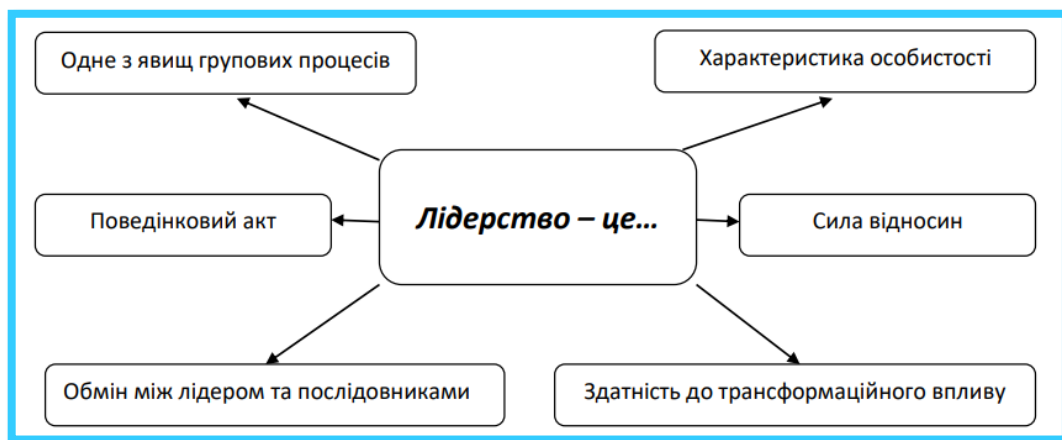 Одне з явищ групових процесів
Характеристика особистості
Лідерство – це...
Поведінковий акт
Сила відносин
Обмін між лідером та послідовниками
Здатність до трансформаційного впливу